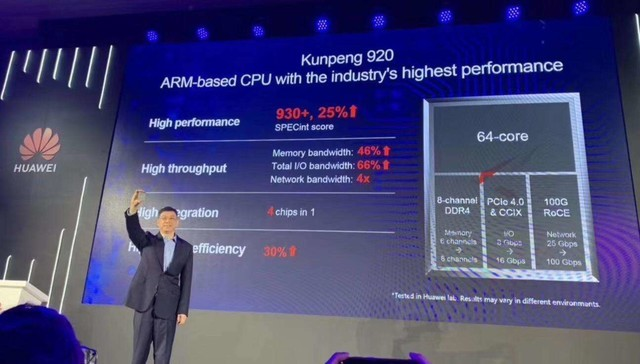 Kunpeng 920
ARM-based CPU with the industry's highest performance
High performance
930+, 25%↑
SPECint score
High throughput
Memory bandwidth: 46%↑
Total I/O bandwidth: 66%↑
Network bandwidth: 4x
High integration
4 chips in 1
efficiency
30%↑
64-core
8-channel
DDR4
PCIe 4.0
& CCIX
100G
RoCE
Memory
6 channels
→
8 channels
I/O
8 Gbps
→
16 Gbps
Network
25 Gbps
→
100 Gbps
*Tested in Huawei lab. Results may vary in different environments.
HUAWEI